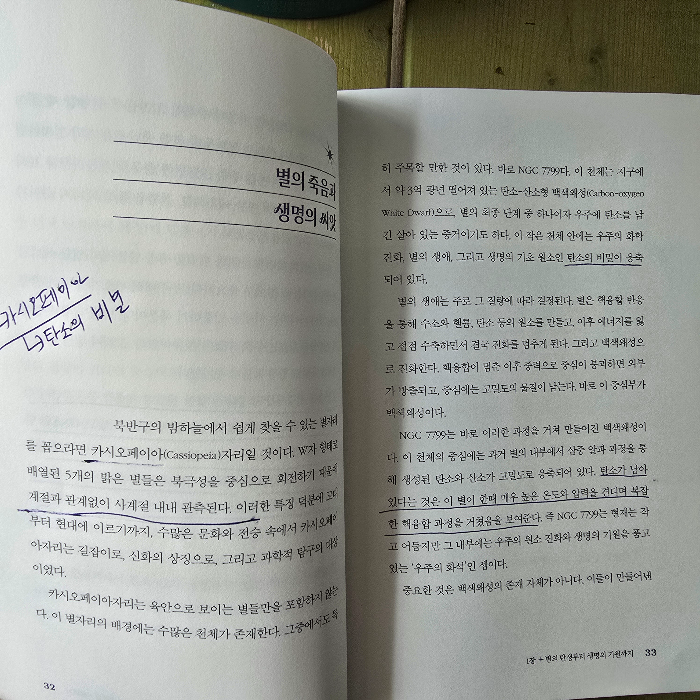 별의 죽음과
생명의 씨앗
카시오페이아
↳탄소의 비밀
북반구의 밤하늘에서 쉽게 찾을 수 있는 별자리
를 꼽으라면 카시오페이아(Cassiopeia)자리일 것이다. W자 형태로
배열된 5개의 밝은 별들은 북극성을 중심으로 회전하기 때문에
계절과 관계없이 사계절 내내 관측된다. 이러한 특징 덕분에 고대
부터 현대에 이르기까지, 수많은 문화와 전승 속에서 카시오페이
아자리는 길잡이로, 신화의 상징으로, 그리고 과학적 탐구의 대상
이었다.
카시오페이아자리는 육안으로 보이는 별들만을 포함하지 않는
다. 이 별자리의 배경에는 수많은 천체가 존재한다. 그중에서도 특
32
히 주목할 만한 것이 있다. 바로 NGC 7799다. 이 천체는 지구에
서 약 3억 광년 떨어져 있는 탄소-산소형 백색왜성(Carbon-oxygen
White Dwarf)으로, 별의 최종 단계 중 하나이자 우주에 탄소를 남
긴 살아 있는 증거이기도 하다. 이 작은 천체 안에는 우주의 화학
진화, 별의 생애, 그리고 생명의 기초 원소인 탄소의 비밀이 응축
되어 있다.
별의 생애는 주로 그 질량에 따라 결정된다. 별은 핵융합 반응
을 통해 수소와 헬륨, 탄소 등의 원소를 만들고, 이후 에너지를 잃
고 점점 수축하면서 결국 진화를 멈추게 된다. 그리고 백색왜성으
로 진화한다. 핵융합이 멈춘 이후 중력으로 중심이 붕괴하면 외부
가 방출되고, 중심에는 고밀도의 물질이 남는다. 바로 이 중심부가
백색왜성이다.
NGC 7799는 바로 이러한 과정을 거쳐 만들어진 백색왜성이
다. 이 천체의 중심에는 과거 별의 내부에서 삼중 알파 과정을 통
해 생성된 탄소와 산소가 고밀도로 응축되어 있다. 탄소가 남아
있다는 것은 이 별이 한때 매우 높은 온도와 압력을 견디며 복잡
한 핵융합 과정을 거쳤음을 보여준다. 즉 NGC 7799는 현재는 작
고 어둡지만 그 내부에는 우주의 원소 진화와 생명의 기원을 품고
있는 ‘우주의 화석’인 셈이다.
중요한 것은 백색왜성의 존재 자체가 아니다. 이들이 만들어낸
1장 + 별의 탄생부터 생명의 기원까지 33